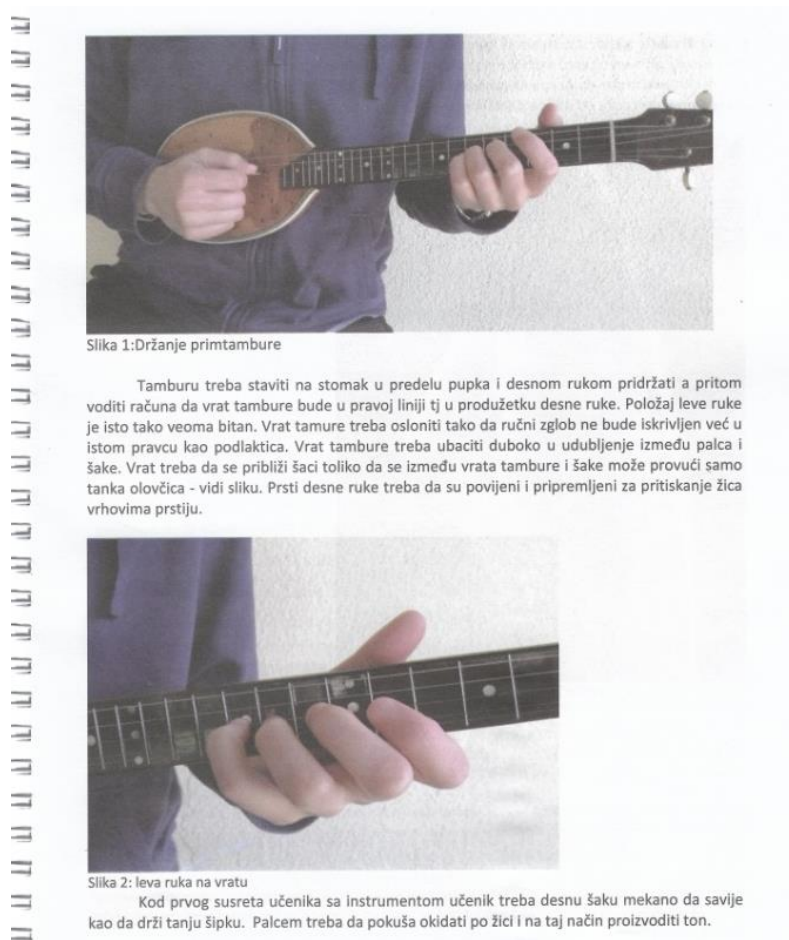 Slika 1:Držanje primtambure
Tamburu treba staviti na stomak u predelu pupka i desnom rukom pridržati a pritom
voditi računa da vrat tambure bude u pravoj liniji tj u produžetku desne ruke. Položaj leve ruke
je isto tako veoma bitan. Vrat tamure treba osloniti tako da ručni zglob ne bude iskrivljen već u
istom pravcu kao podlaktica. Vrat tambure treba ubaciti duboko u udubljenje između palca i
šake. Vrat treba da se približi šaci toliko da se između vrata tambure i šake može provući samo
tanka olovčica - vidi sliku. Prsti desne ruke treba da su povijeni i pripremljeni za pritiskanje žica
vrhovima prstiju.
Slika 2: leva ruka na vratu
Kod prvog susreta učenika sa instrumentom učenik treba desnu šaku mekano da savije
kao da drži tanju šipku. Palcem treba da pokuša okidati po žici i na taj način proizvoditi ton.